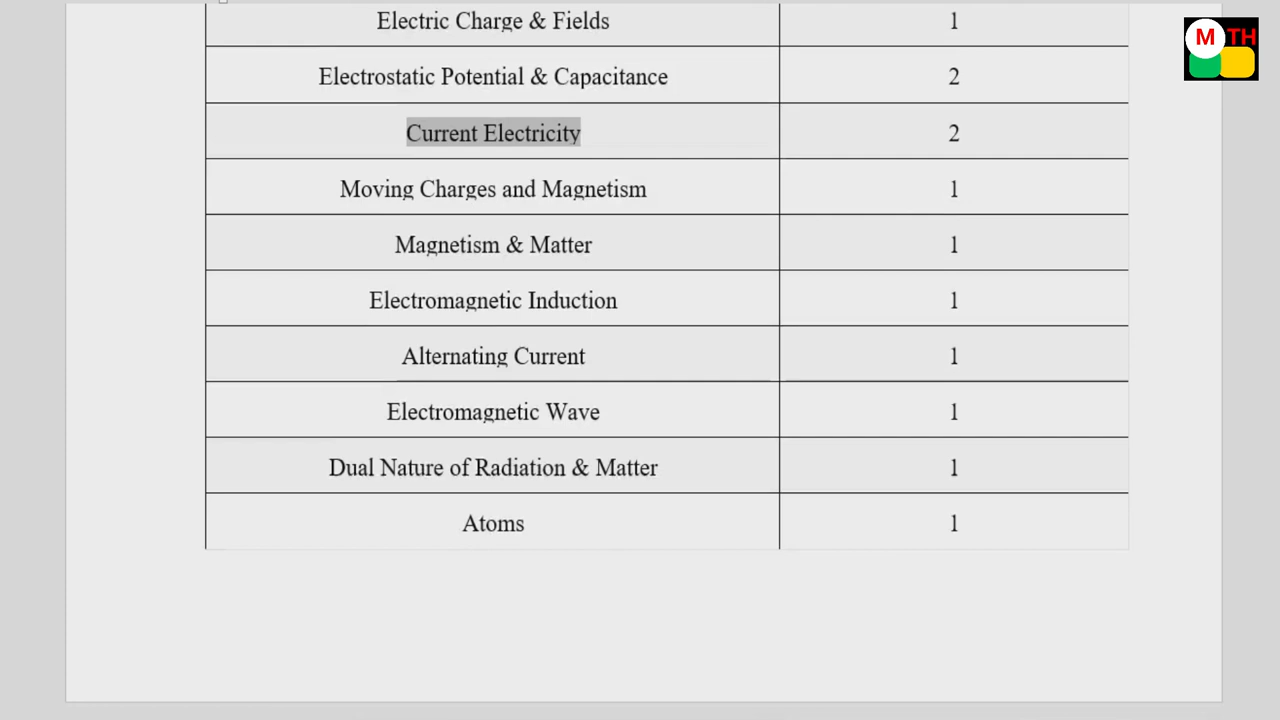 Electric Charge & Fields 1
Electrostatic Potential & Capacitance 2
Current Electricity 2
Moving Charges and Magnetism 1
Magnetism & Matter 1
Electromagnetic Induction 1
Alternating Current 1
Electromagnetic Wave 1
Dual Nature of Radiation & Matter 1
Atoms 1
M TH